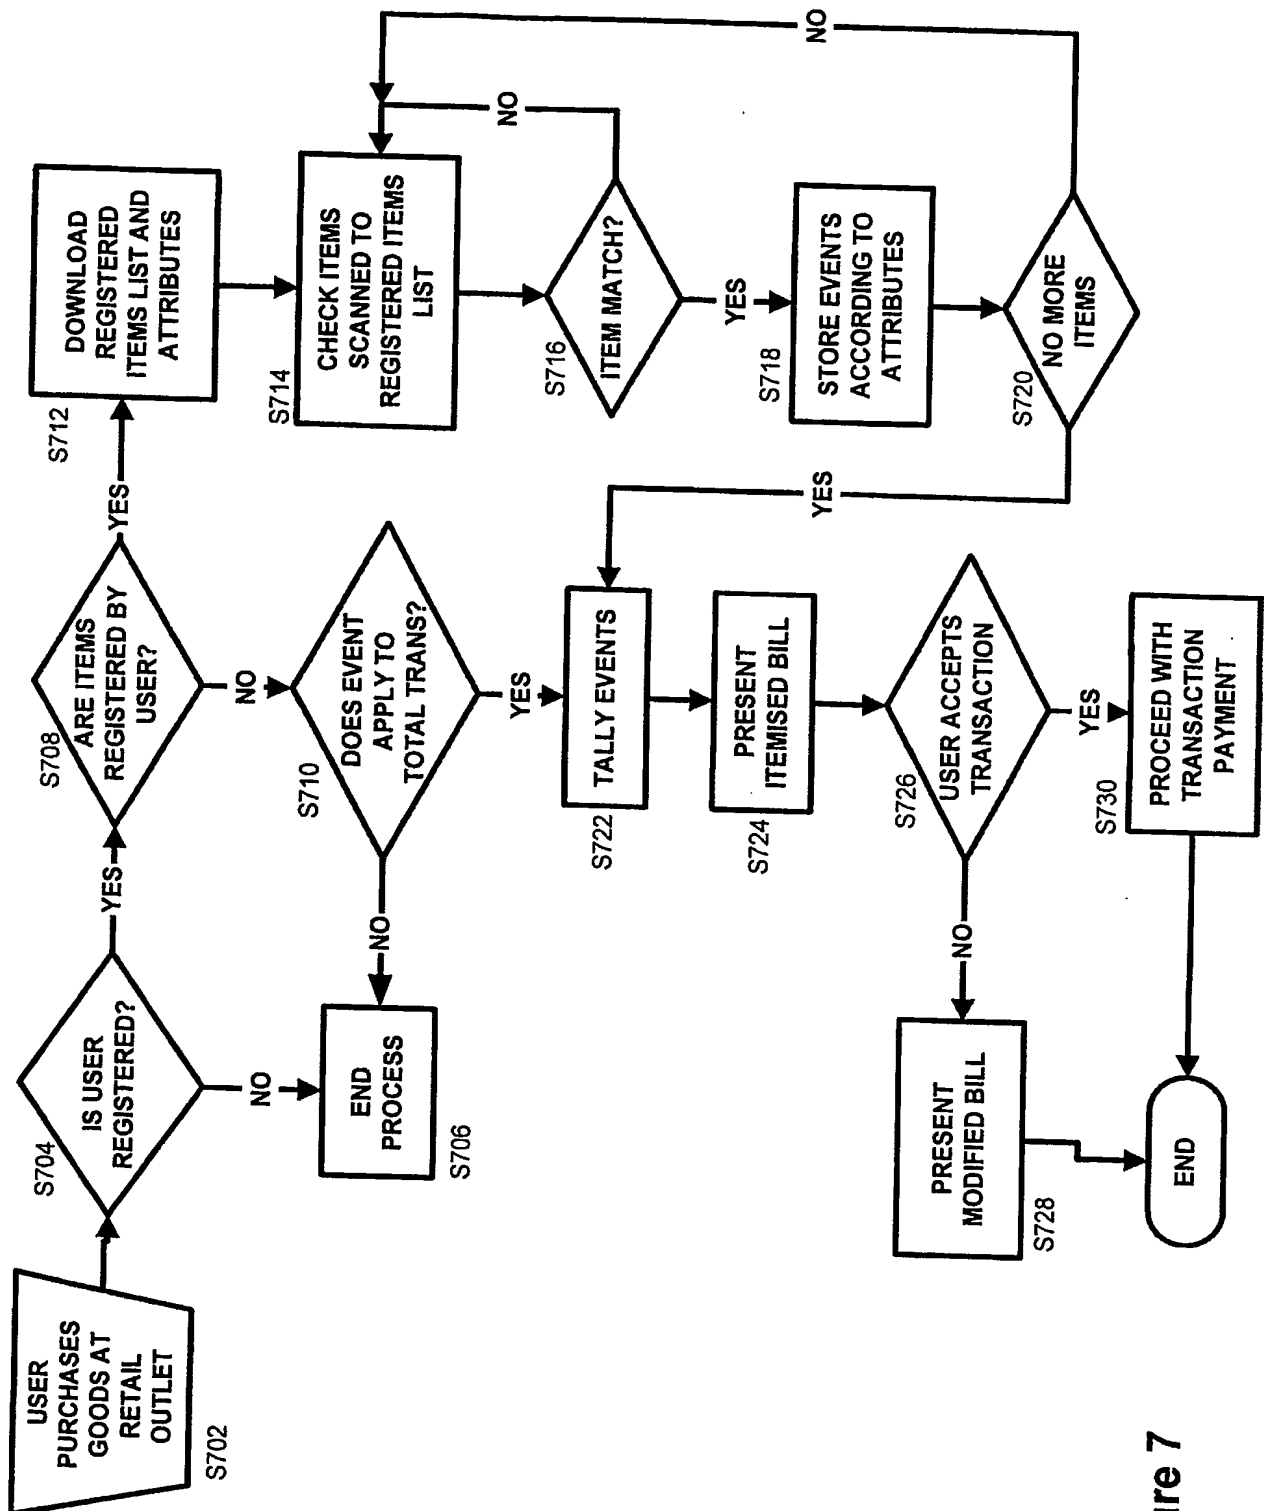 USER
PURCHASES
GOODS AT
RETAIL
OUTLET
S702
S704
IS USER
REGISTERED?
YES
NO
END
PROCESS
S706
S708
ARE ITEMS
REGISTERED BY
USER?
YES
NO
S710
DOES EVENT
APPLY TO
TOTAL TRANS?
NO
YES
S712
DOWNLOAD
REGISTERED
ITEMS LIST AND
ATTRIBUTES
S714
CHECK ITEMS
SCANNED TO
REGISTERED ITEMS
LIST
S716
ITEM MATCH?
NO
YES
S718
STORE EVENTS
ACCORDING TO
ATTRIBUTES
S720
NO MORE
ITEMS
NO
YES
TALLY EVENTS
S722
PRESENT
ITEMISED BILL
S724
S726
USER ACCEPTS
TRANSACTION
NO
YES
PRESENT
MODIFIED BILL
S728
S730
PROCEED WITH
TRANSACTION
PAYMENT
END
ure 7